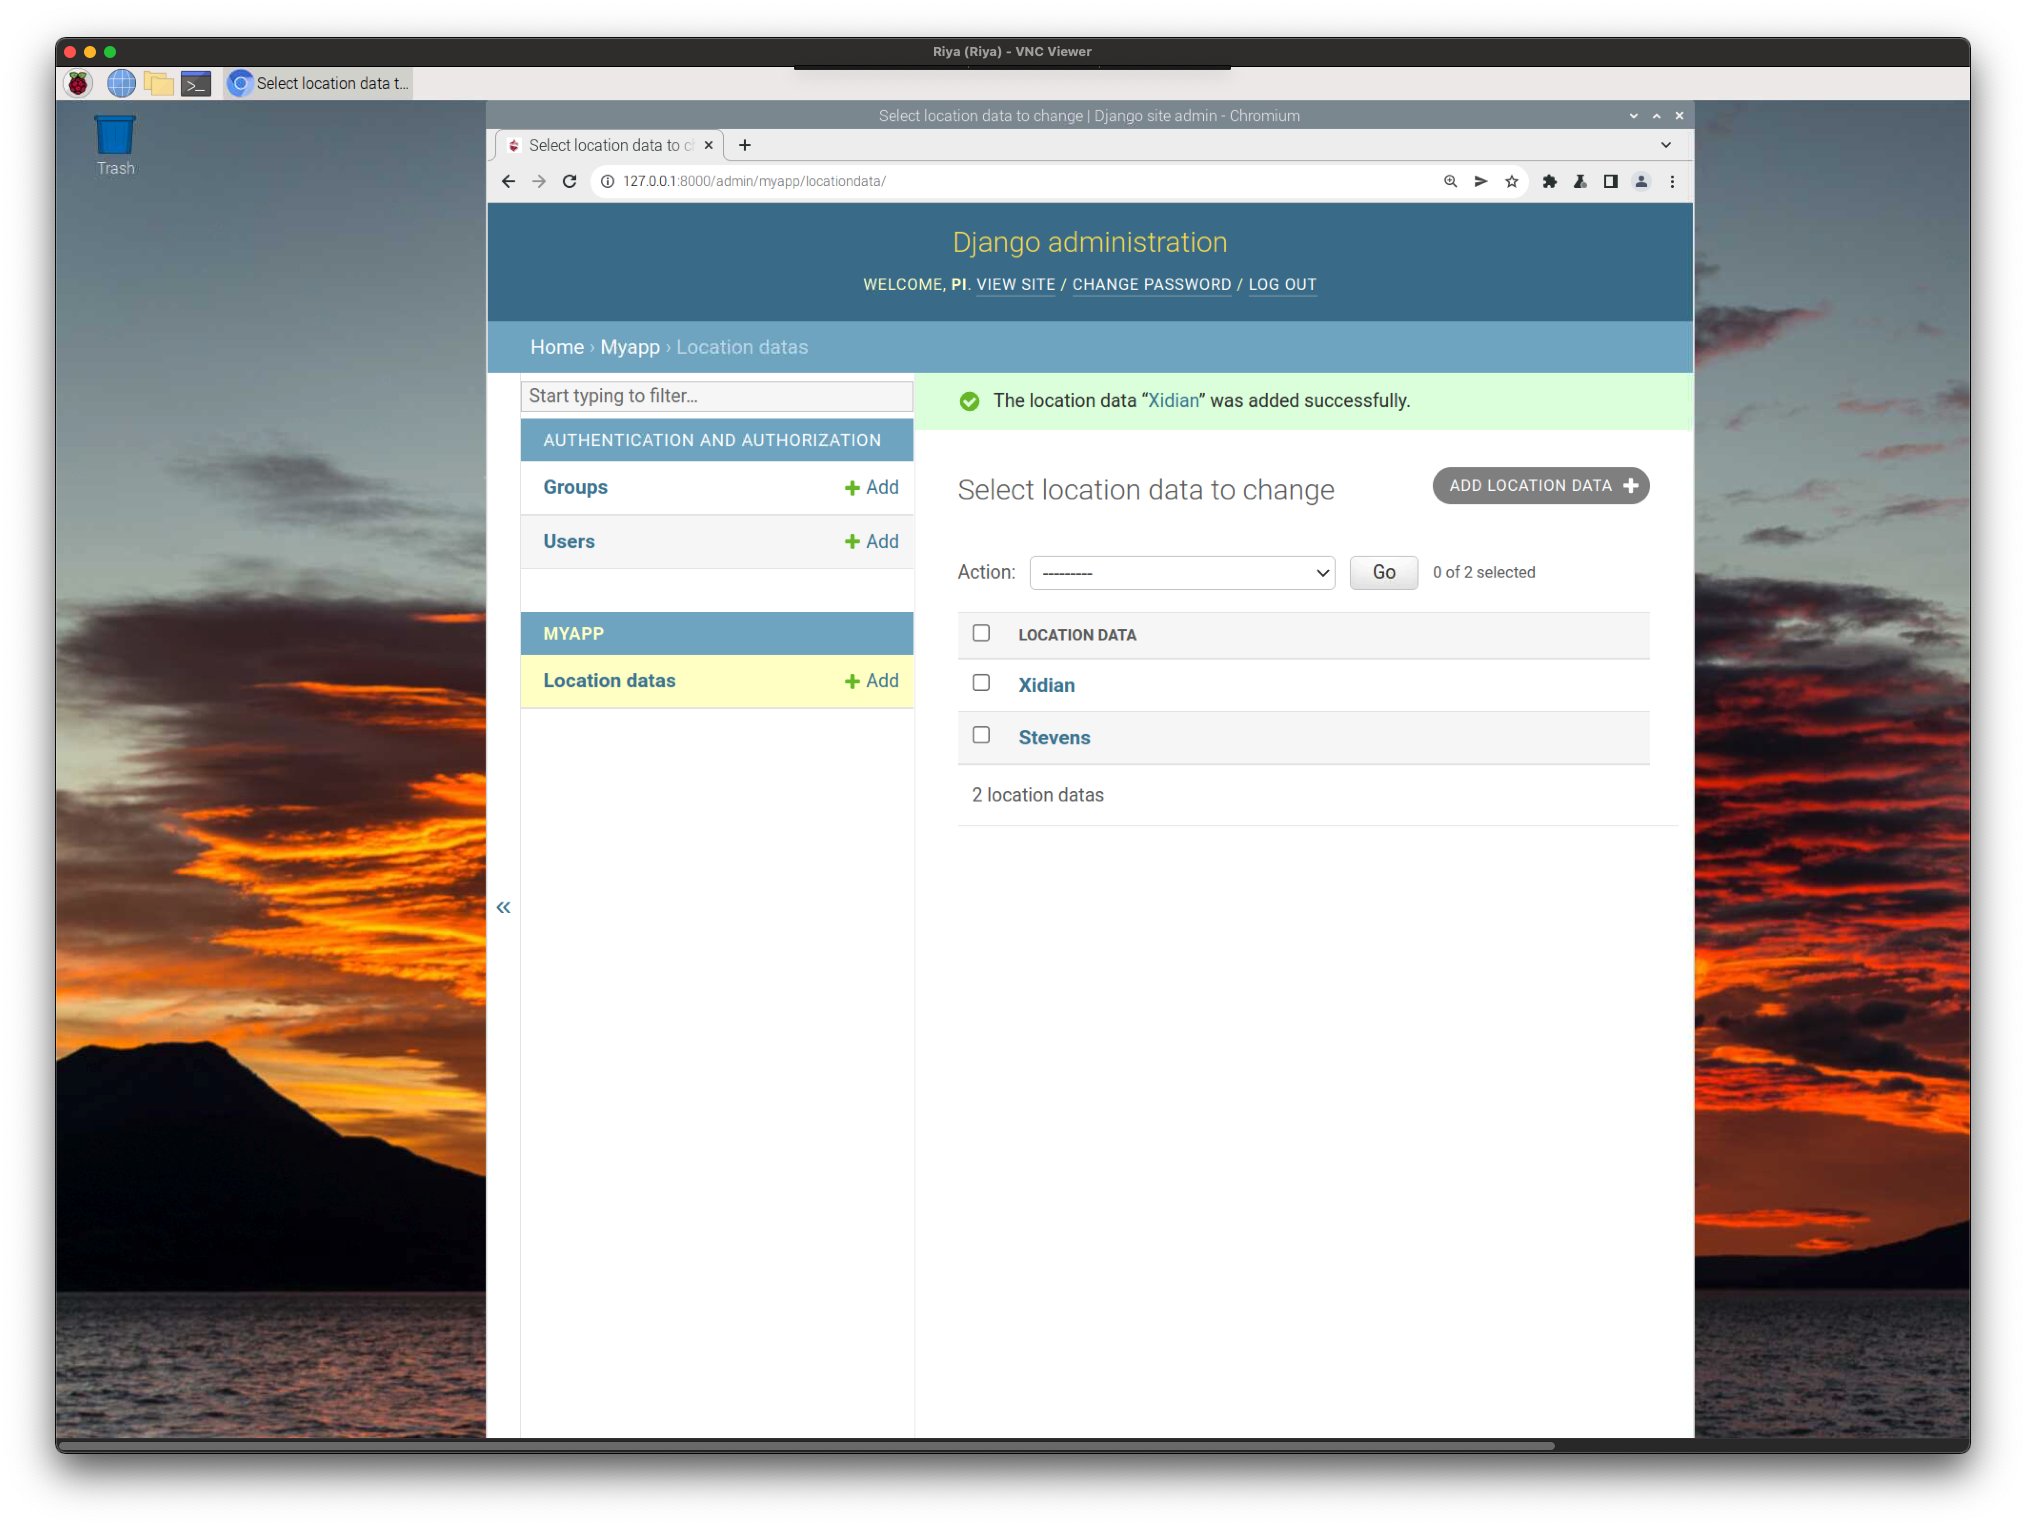 Riya (Riya) - VNC Viewer
Select location data t...
Trash
Select location data to change | Django site admin - Chromium
Select location data to
127.0.0.1:8000/admin/myapp/locationdata/
Django administration
WELCOME, PI. VIEW SITE / CHANGE PASSWORD / LOG OUT
Home › Myapp › Location datas
Start typing to filter...
AUTHENTICATION AND AUTHORIZATION
Groups
Add
Users
Add
MYAPP
Location datas
Add
The location data “Xidian” was added successfully.
Select location data to change
ADD LOCATION DATA
Action:
---------
Go
0 of 2 selected
LOCATION DATA
Xidian
Stevens
2 location datas